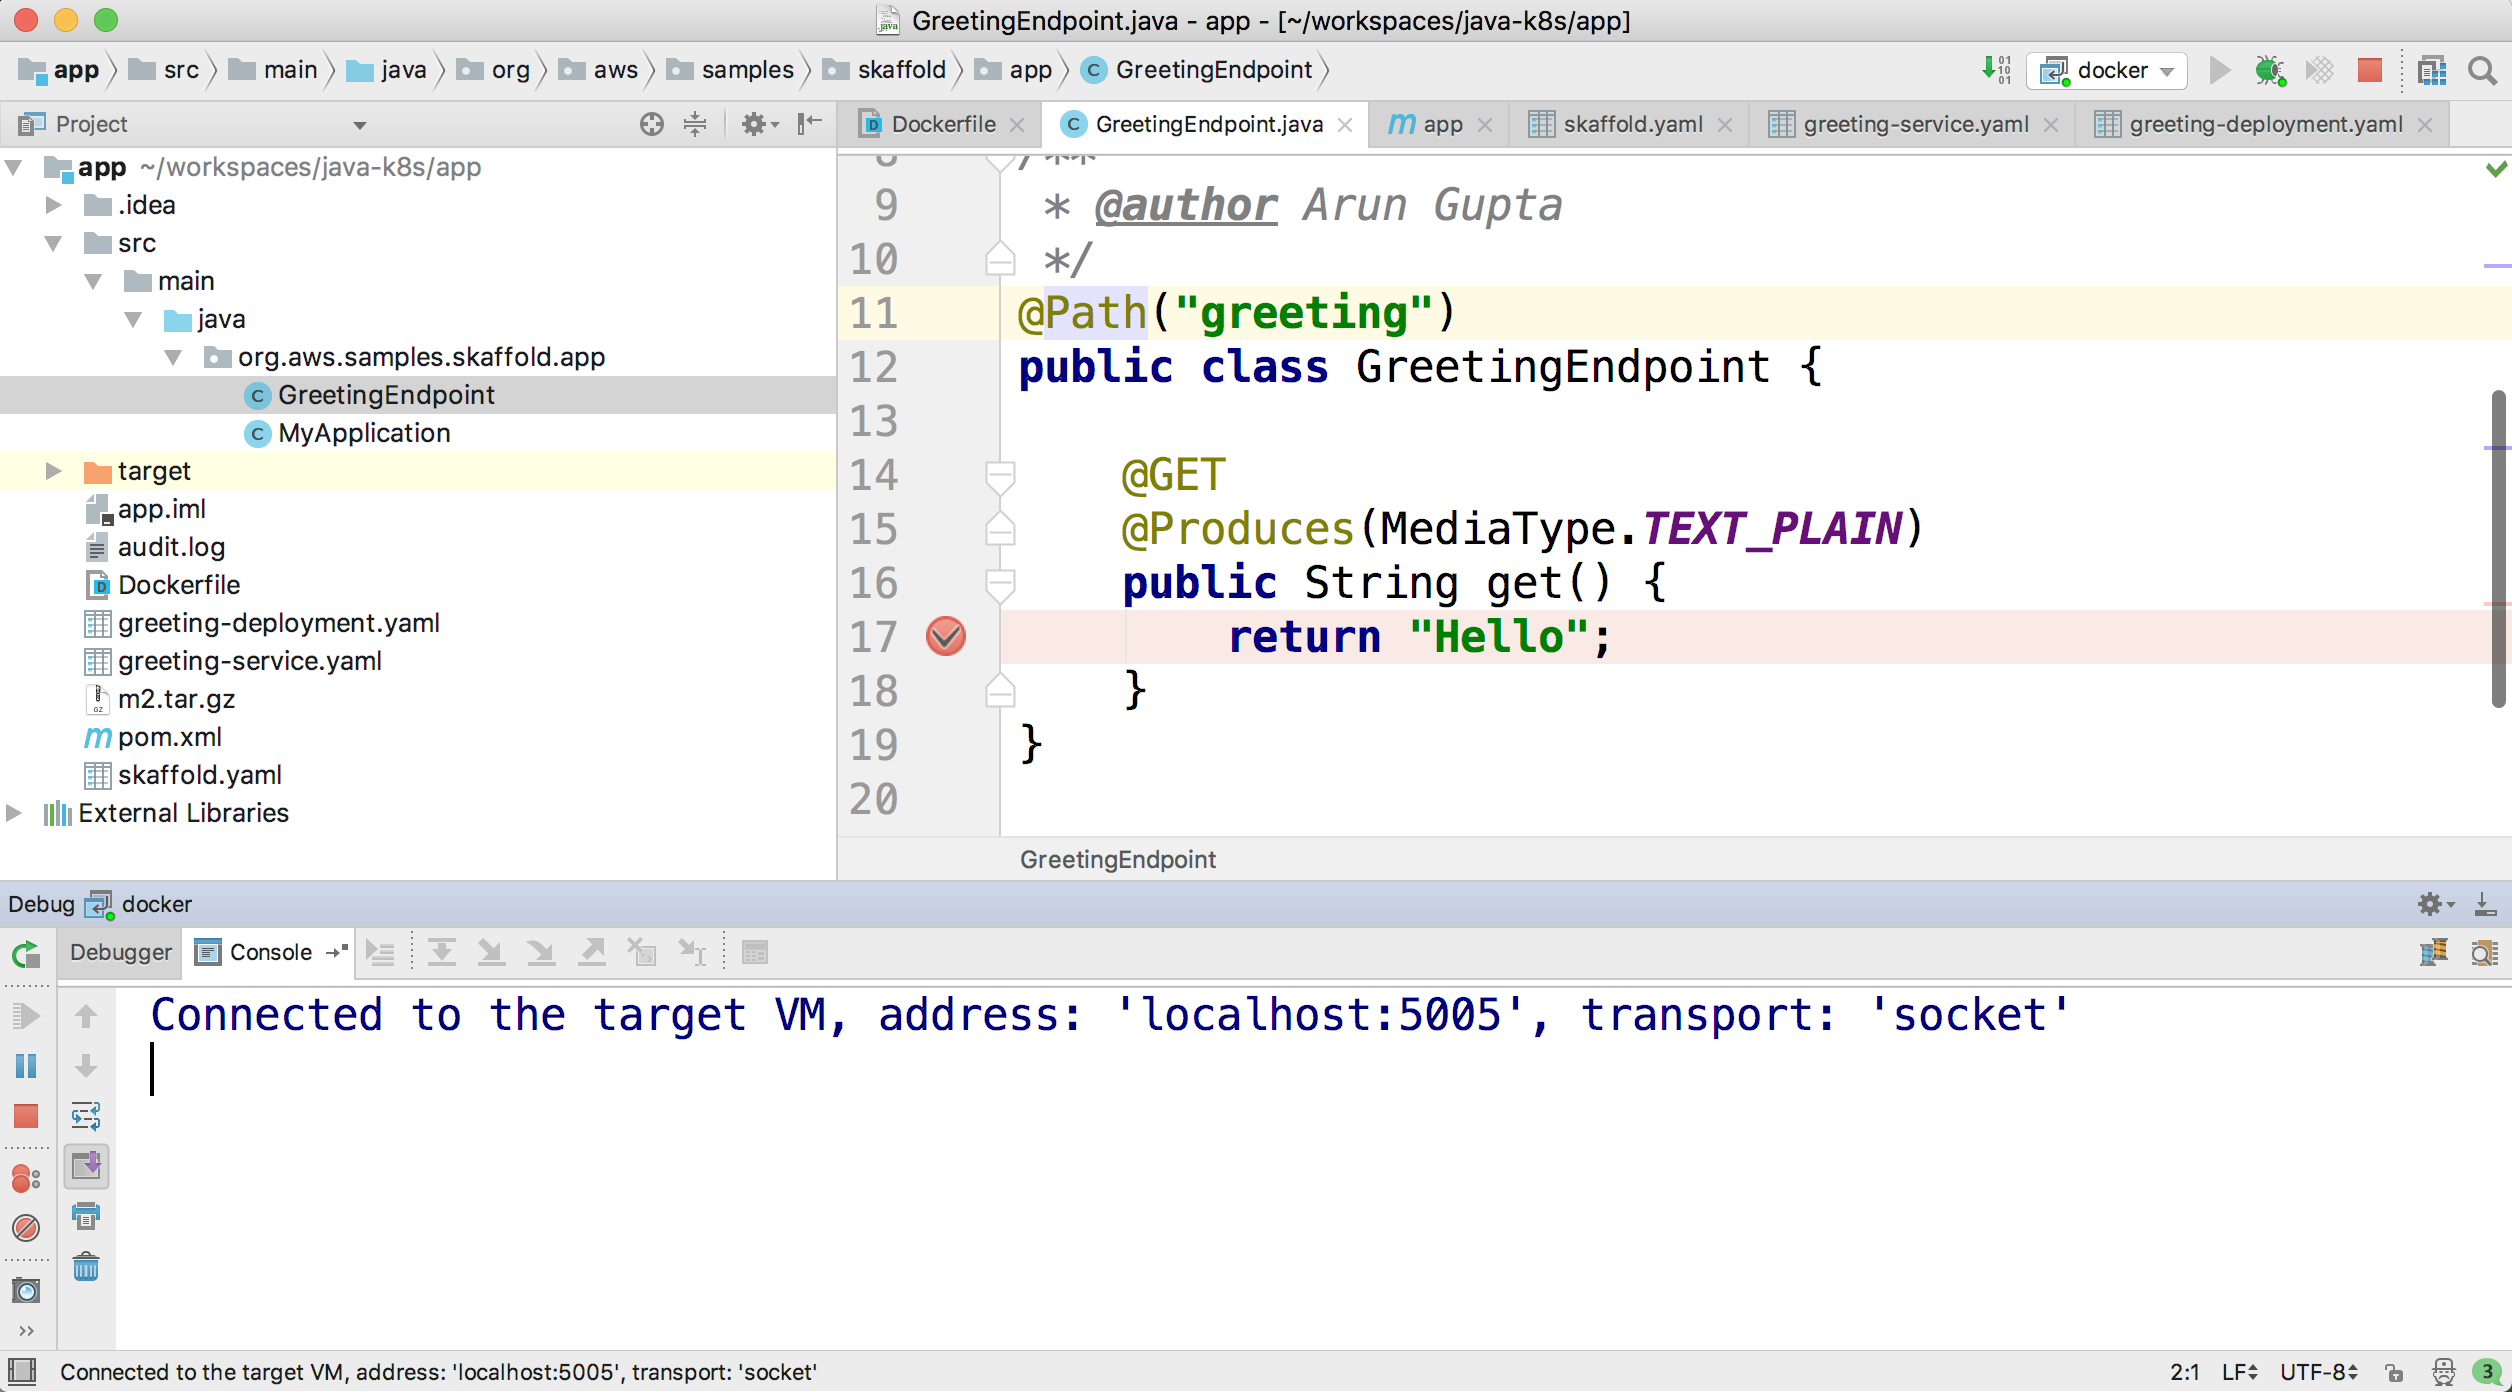 GreetingEndpoint.java - app - [~/workspaces/java-k8s/app]
app src main java org aws samples skaffold app GreetingEndpoint docker
Project
Dockerfile GreetingEndpoint.java app skaffold.yaml greeting-service.yaml greeting-deployment.yaml
app ~/workspaces/java-k8s/app
.idea
src
main
java
org.aws.samples.skaffold.app
GreetingEndpoint
MyApplication
target
app.iml
audit.log
Dockerfile
greeting-deployment.yaml
greeting-service.yaml
m2.tar.gz
pom.xml
skaffold.yaml
External Libraries
8 /**
9 * @author Arun Gupta
10 */
11 @Path("greeting")
12 public class GreetingEndpoint {
13
14 @GET
15 @Produces(MediaType.TEXT_PLAIN)
16 public String get() {
17 return "Hello";
18 }
19 }
20
GreetingEndpoint
Debug docker
Debugger Console
Connected to the target VM, address: 'localhost:5005', transport: 'socket'
Connected to the target VM, address: 'localhost:5005', transport: 'socket' 2:1 LF UTF-8 3